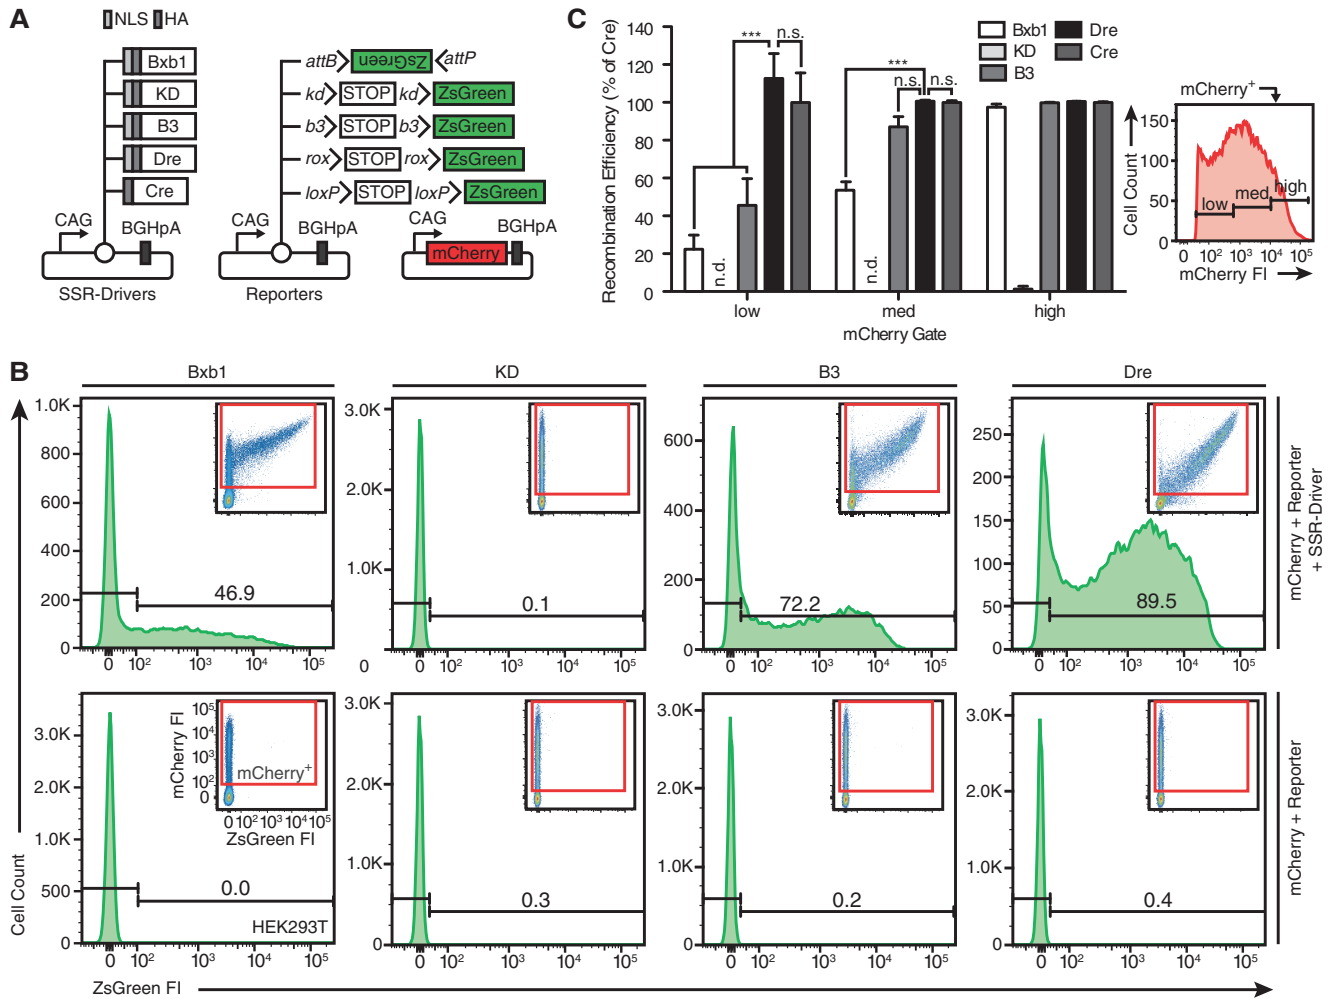 A
NLS HA
Bxb1
KD
B3
Dre
Cre
CAG
BGHpA
SSR-Drivers
attB ZsGreen attP
kd STOP kd ZsGreen
b3 STOP b3 ZsGreen
rox STOP rox ZsGreen
loxP STOP loxP ZsGreen
CAG
BGHpA
Reporters
CAG
BGHpA
mCherry
C
Recombination Efficiency (% of Cre)
140
120
100
80
60
40
20
0
*** n.s.
n.d.
***
n.s. n.s.
n.d.
low med high
mCherry Gate
Bxb1
KD
B3
Dre
Cre
mCherry+
Cell Count
150
100
50
0
low med high
0 10² 10³ 10⁴ 10⁵
mCherry FI
B
Bxb1 KD B3 Dre
1.0K
800
600
400
200
0
46.9
0 10² 10³ 10⁴ 10⁵
3.0K
2.0K
1.0K
0
0.1
0 10² 10³ 10⁴ 10⁵
600
400
200
0
72.2
0 10² 10³ 10⁴ 10⁵
250
200
150
100
50
0
89.5
0 10² 10³ 10⁴ 10⁵
mCherry + Reporter
+ SSR-Driver
3.0K
2.0K
1.0K
500
0
mCherry FI
10⁵
10⁴
10³
10²
0
mCherry+
0 10² 10³ 10⁴ 10⁵
ZsGreen FI
0.0
HEK293T
0 10² 10³ 10⁴ 10⁵
3.0K
2.0K
1.0K
0
0.3
0 10² 10³ 10⁴ 10⁵
3.0K
2.0K
1.0K
0
0.2
0 10² 10³ 10⁴ 10⁵
3.0K
2.0K
1.0K
0
0.4
0 10² 10³ 10⁴ 10⁵
mCherry + Reporter
Cell Count
ZsGreen FI